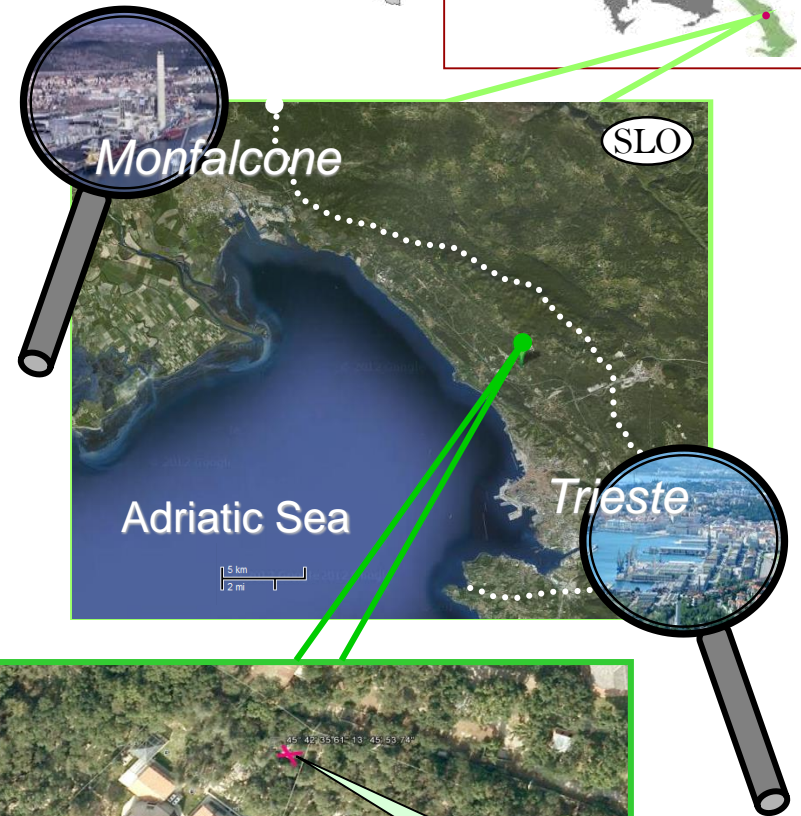 SLO
Monfalcone
Trieste
Adriatic Sea
5 km
2 mi
45° 42'35.61" 13° 45'53.74"